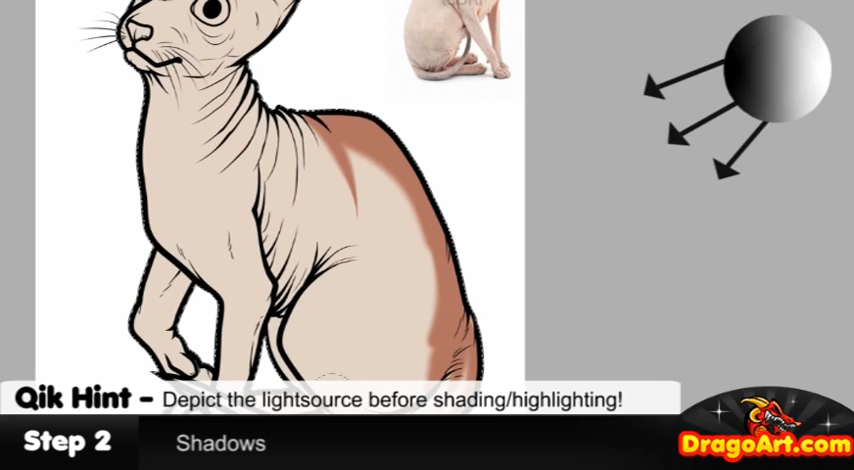 Qik Hint – Depict the lightsource before shading/highlighting!
Step 2 Shadows
DragoArt.com